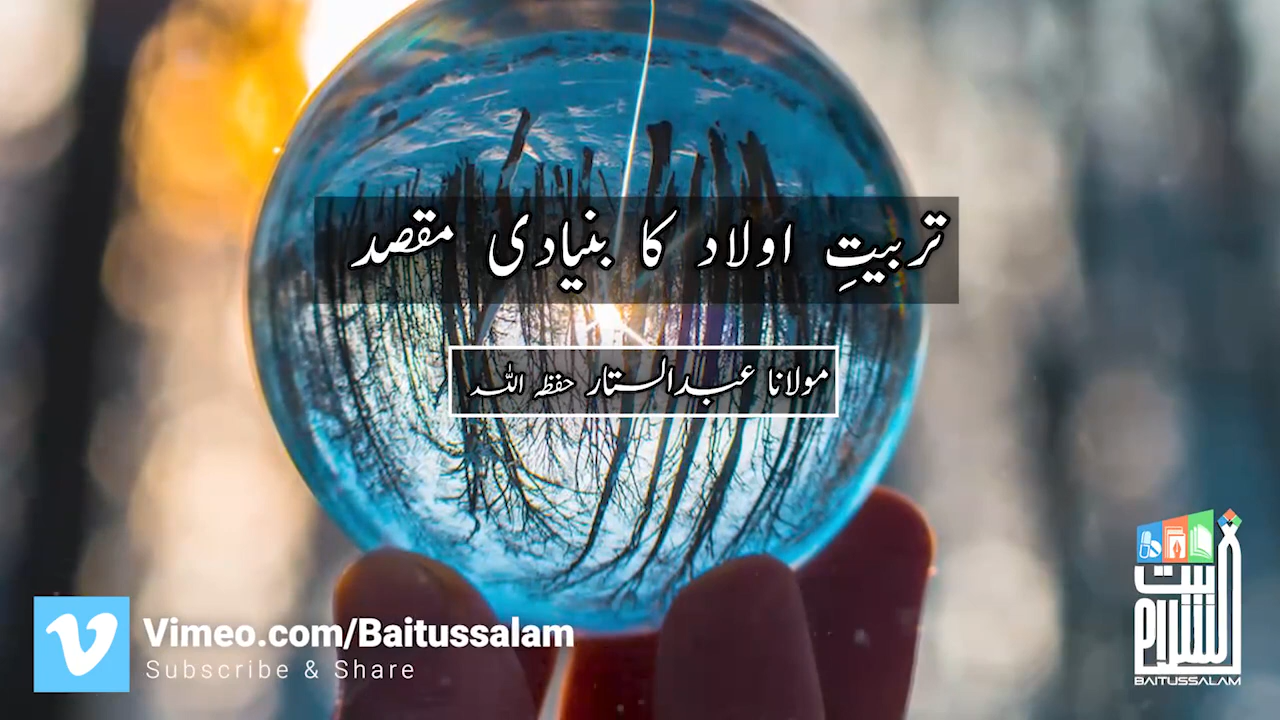 تربیتِ اولاد کا بنیادی مقصد
مولانا عبدالستار حفظہ اللہ
Vimeo.com/Baitussalam
Subscribe & Share
بیت السلام
BAITUSSALAM